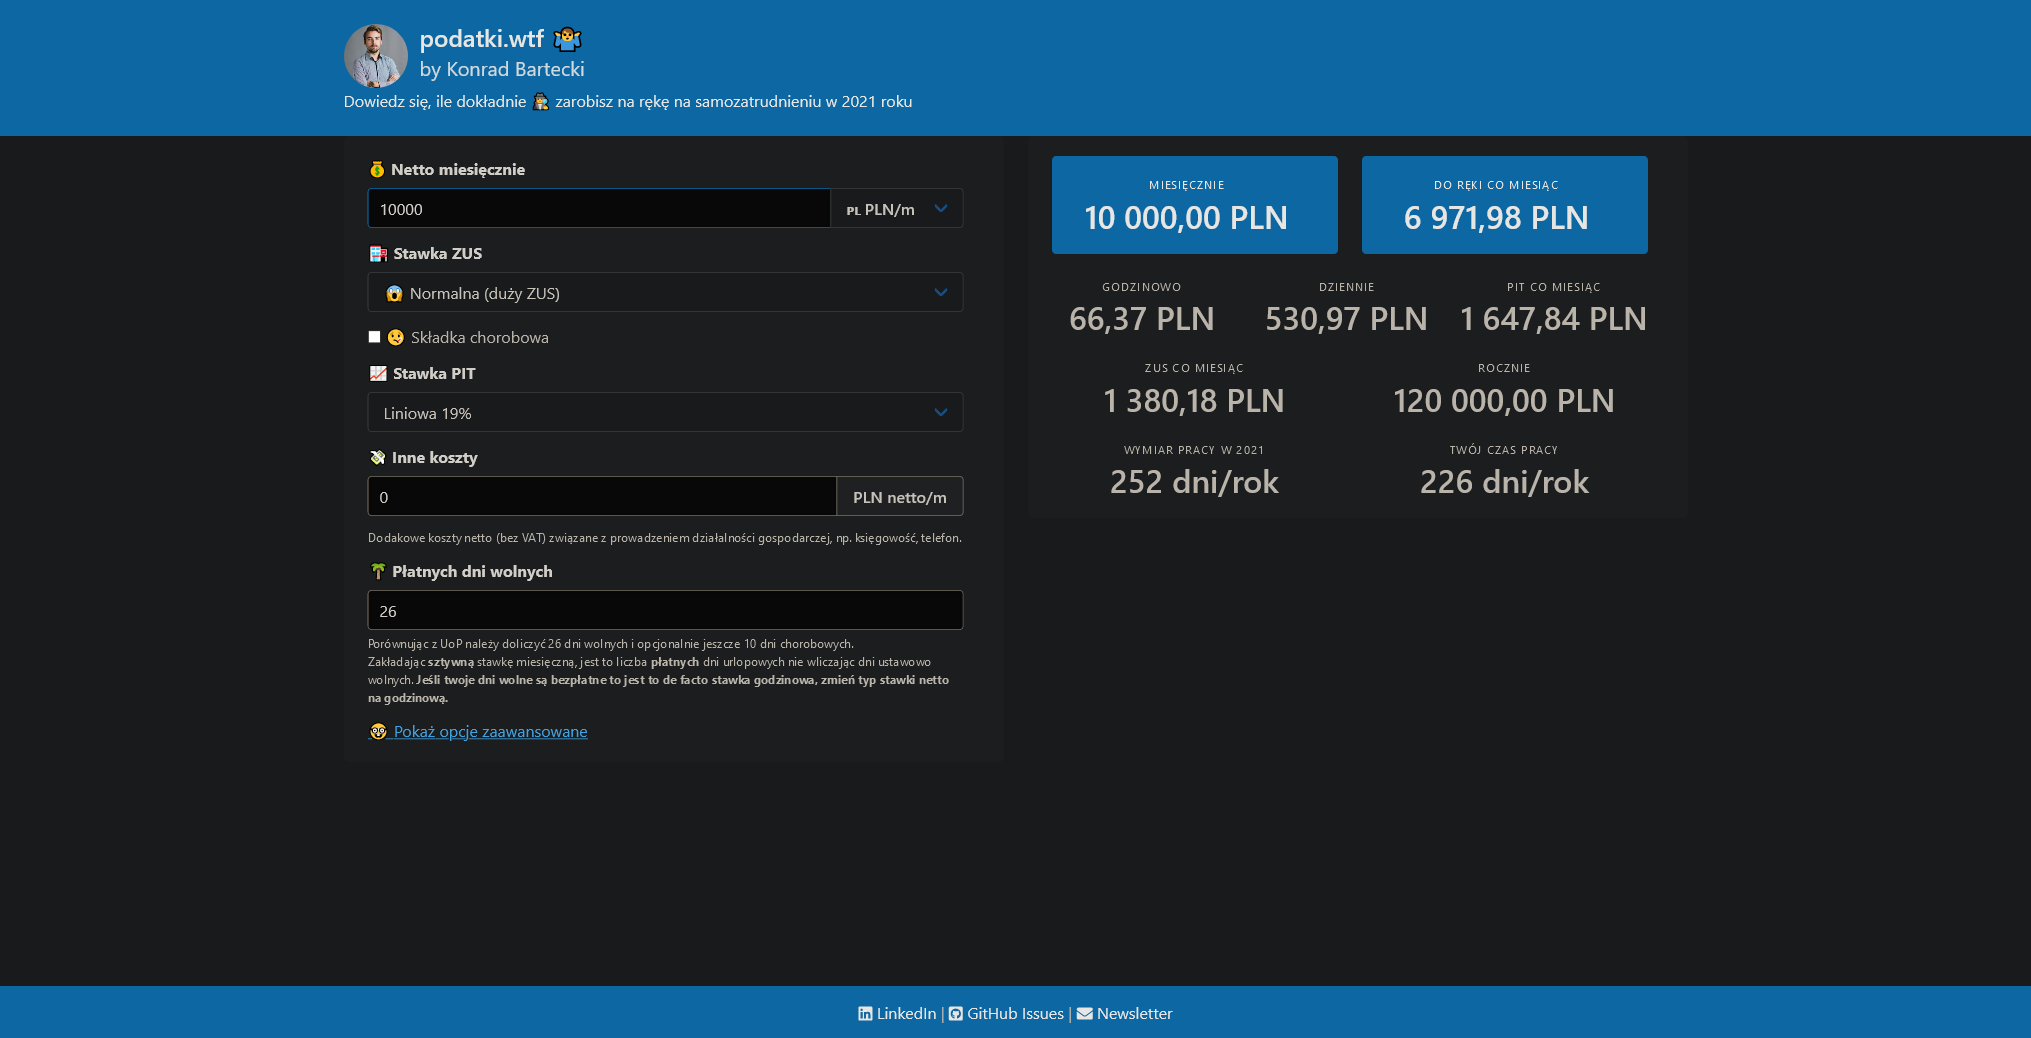 podatki.wtf
by Konrad Bartecki
Dowiedz się, ile dokładnie zarobisz na rękę na samozatrudnieniu w 2021 roku
Netto miesięcznie
10000
PL PLN/m
Stawka ZUS
Normalna (duży ZUS)
Składka chorobowa
Stawka PIT
Liniowa 19%
Inne koszty
0
PLN netto/m
Dodakowe koszty netto (bez VAT) związane z prowadzeniem działalności gospodarczej, np. księgowość, telefon.
Płatnych dni wolnych
26
Porównując z UoP należy doliczyć 26 dni wolnych i opcjonalnie jeszcze 10 dni chorobowych.
Zakładając sztywną stawkę miesięczną, jest to liczba płatnych dni urlopowych nie wliczając dni ustawowo
wolnych. Jeśli twoje dni wolne są bezpłatne to jest to de facto stawka godzinowa, zmień typ stawki netto
na godzinową.
Pokaż opcje zaawansowane
MIESIĘCZNIE
10 000,00 PLN
DO RĘKI CO MIESIĄC
6 971,98 PLN
GODZINOWO
66,37 PLN
DZIENNIE
530,97 PLN
PIT CO MIESIĄC
1 647,84 PLN
ZUS CO MIESIĄC
1 380,18 PLN
ROCZNIE
120 000,00 PLN
WYMIAR PRACY W 2021
252 dni/rok
TWÓJ CZAS PRACY
226 dni/rok
LinkedIn | GitHub Issues | Newsletter